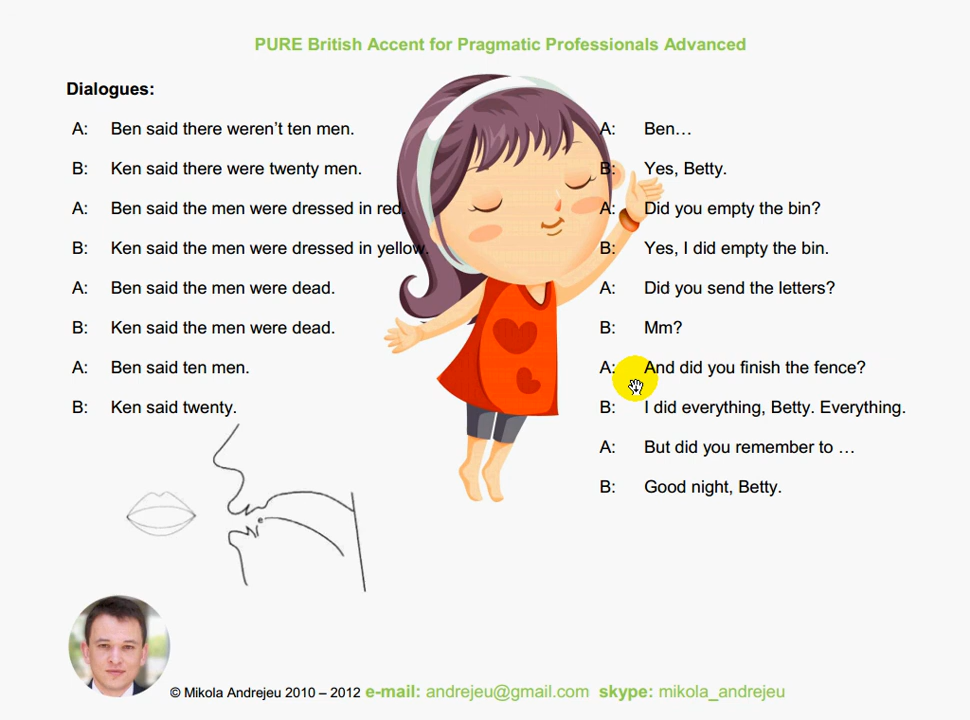 PURE British Accent for Pragmatic Professionals Advanced
Dialogues:
A: Ben said there weren't ten men.
B: Ken said there were twenty men.
A: Ben said the men were dressed in red.
B: Ken said the men were dressed in yellow.
A: Ben said the men were dead.
B: Ken said the men were dead.
A: Ben said ten men.
B: Ken said twenty.
A: Ben…
B: Yes, Betty.
A: Did you empty the bin?
B: Yes, I did empty the bin.
A: Did you send the letters?
B: Mm?
A: And did you finish the fence?
B: I did everything, Betty. Everything.
A: But did you remember to …
B: Good night, Betty.
© Mikola Andrejeu 2010 – 2012 e-mail: andrejeu@gmail.com skype: mikola_andrejeu